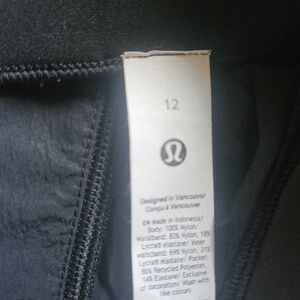 12
Designed in Vancouver
Conçu à Vancouver
EN Made in Indonesia/
Body: 100% Nylon/
Waistband: 82% Nylon, 18%
Lycra® elastane/ Inner
waistband: 69% Nylon, 31%
Lycra® elastane/ Pocket:
86% Recycled Polyester,
14% Elastane/ Exclusive
of decoration/ Wash with
like colours